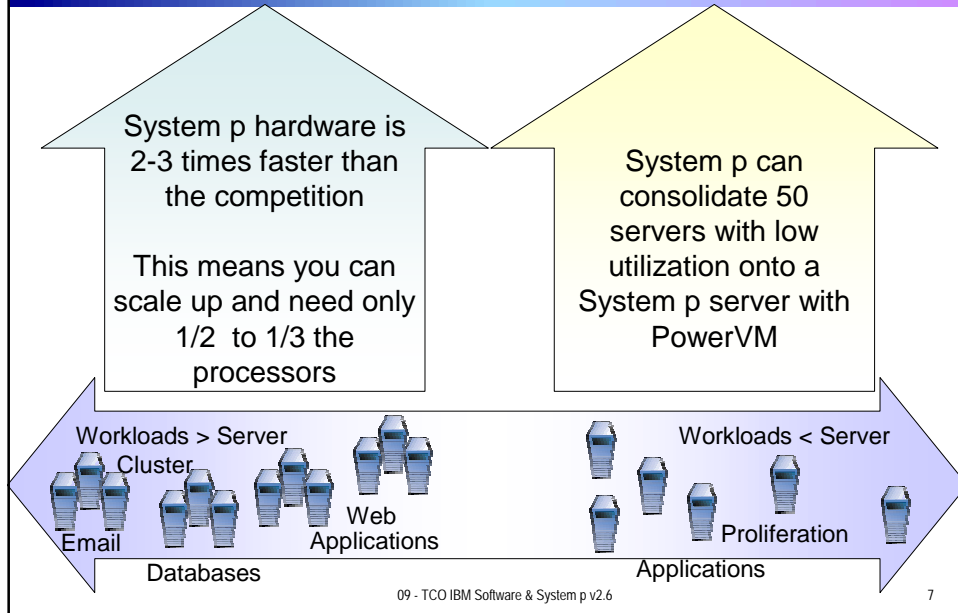 System p hardware is
2-3 times faster than
the competition
This means you can
scale up and need only
1/2 to 1/3 the
processors
System p can
consolidate 50
servers with low
utilization onto a
System p server with
PowerVM
Workloads > Server
Cluster
Email
Databases
Web
Applications
Workloads < Server
Proliferation
Applications
09 - TCO IBM Software & System p v2.6
7